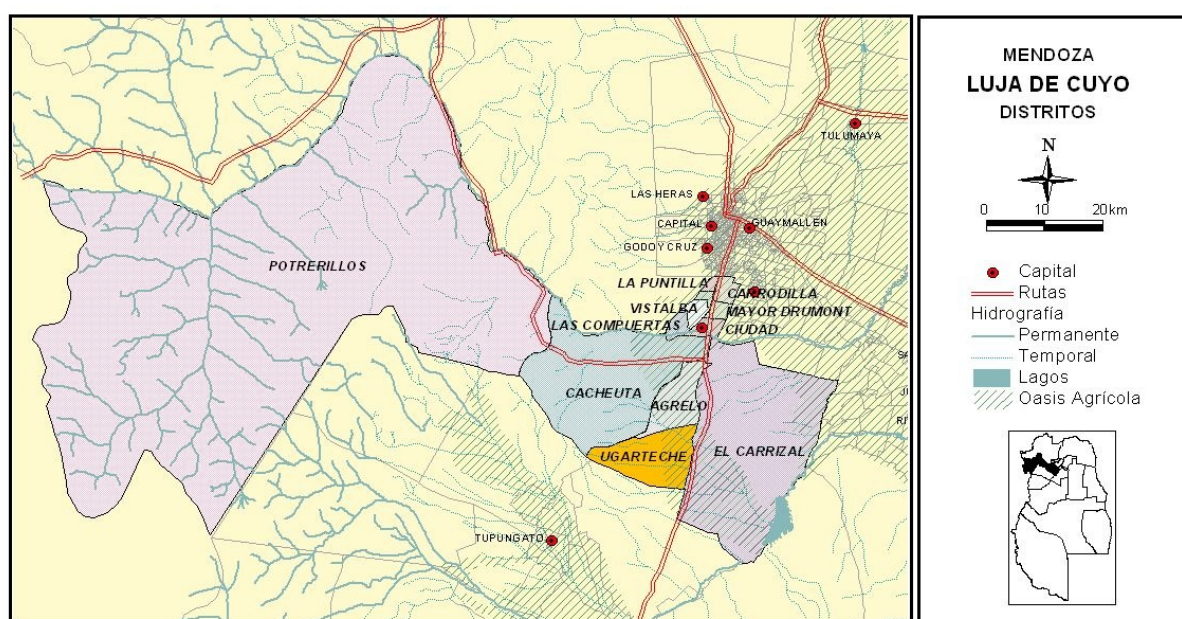 TULUMAYA
LAS HERAS
CAPITAL
GUAYMALLEN
GODOY CRUZ
POTRERILLOS
LA PUNTILLA
CARRODILLA
VISTALBA
MAYOR DRUMONT
LAS COMPUERTAS
CIUDAD
CACHEUTA
AGRELO
UGARTECHE
EL CARRIZAL
TUPUNGATO
MENDOZA
LUJA DE CUYO
DISTRITOS
N
0 10 20km
Capital
Rutas
Hidrografía
Permanente
Temporal
Lagos
Oasis Agrícola